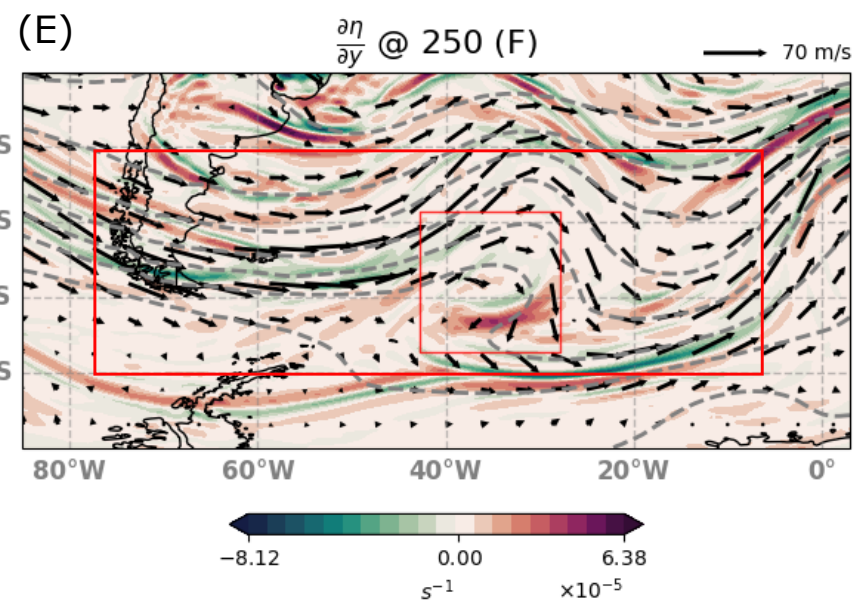 (E)
∂η/∂y @ 250 (F)
70 m/s
S
S
S
S
80°W 60°W 40°W 20°W 0°
−8.12 0.00 6.38
s⁻¹ ×10⁻⁵